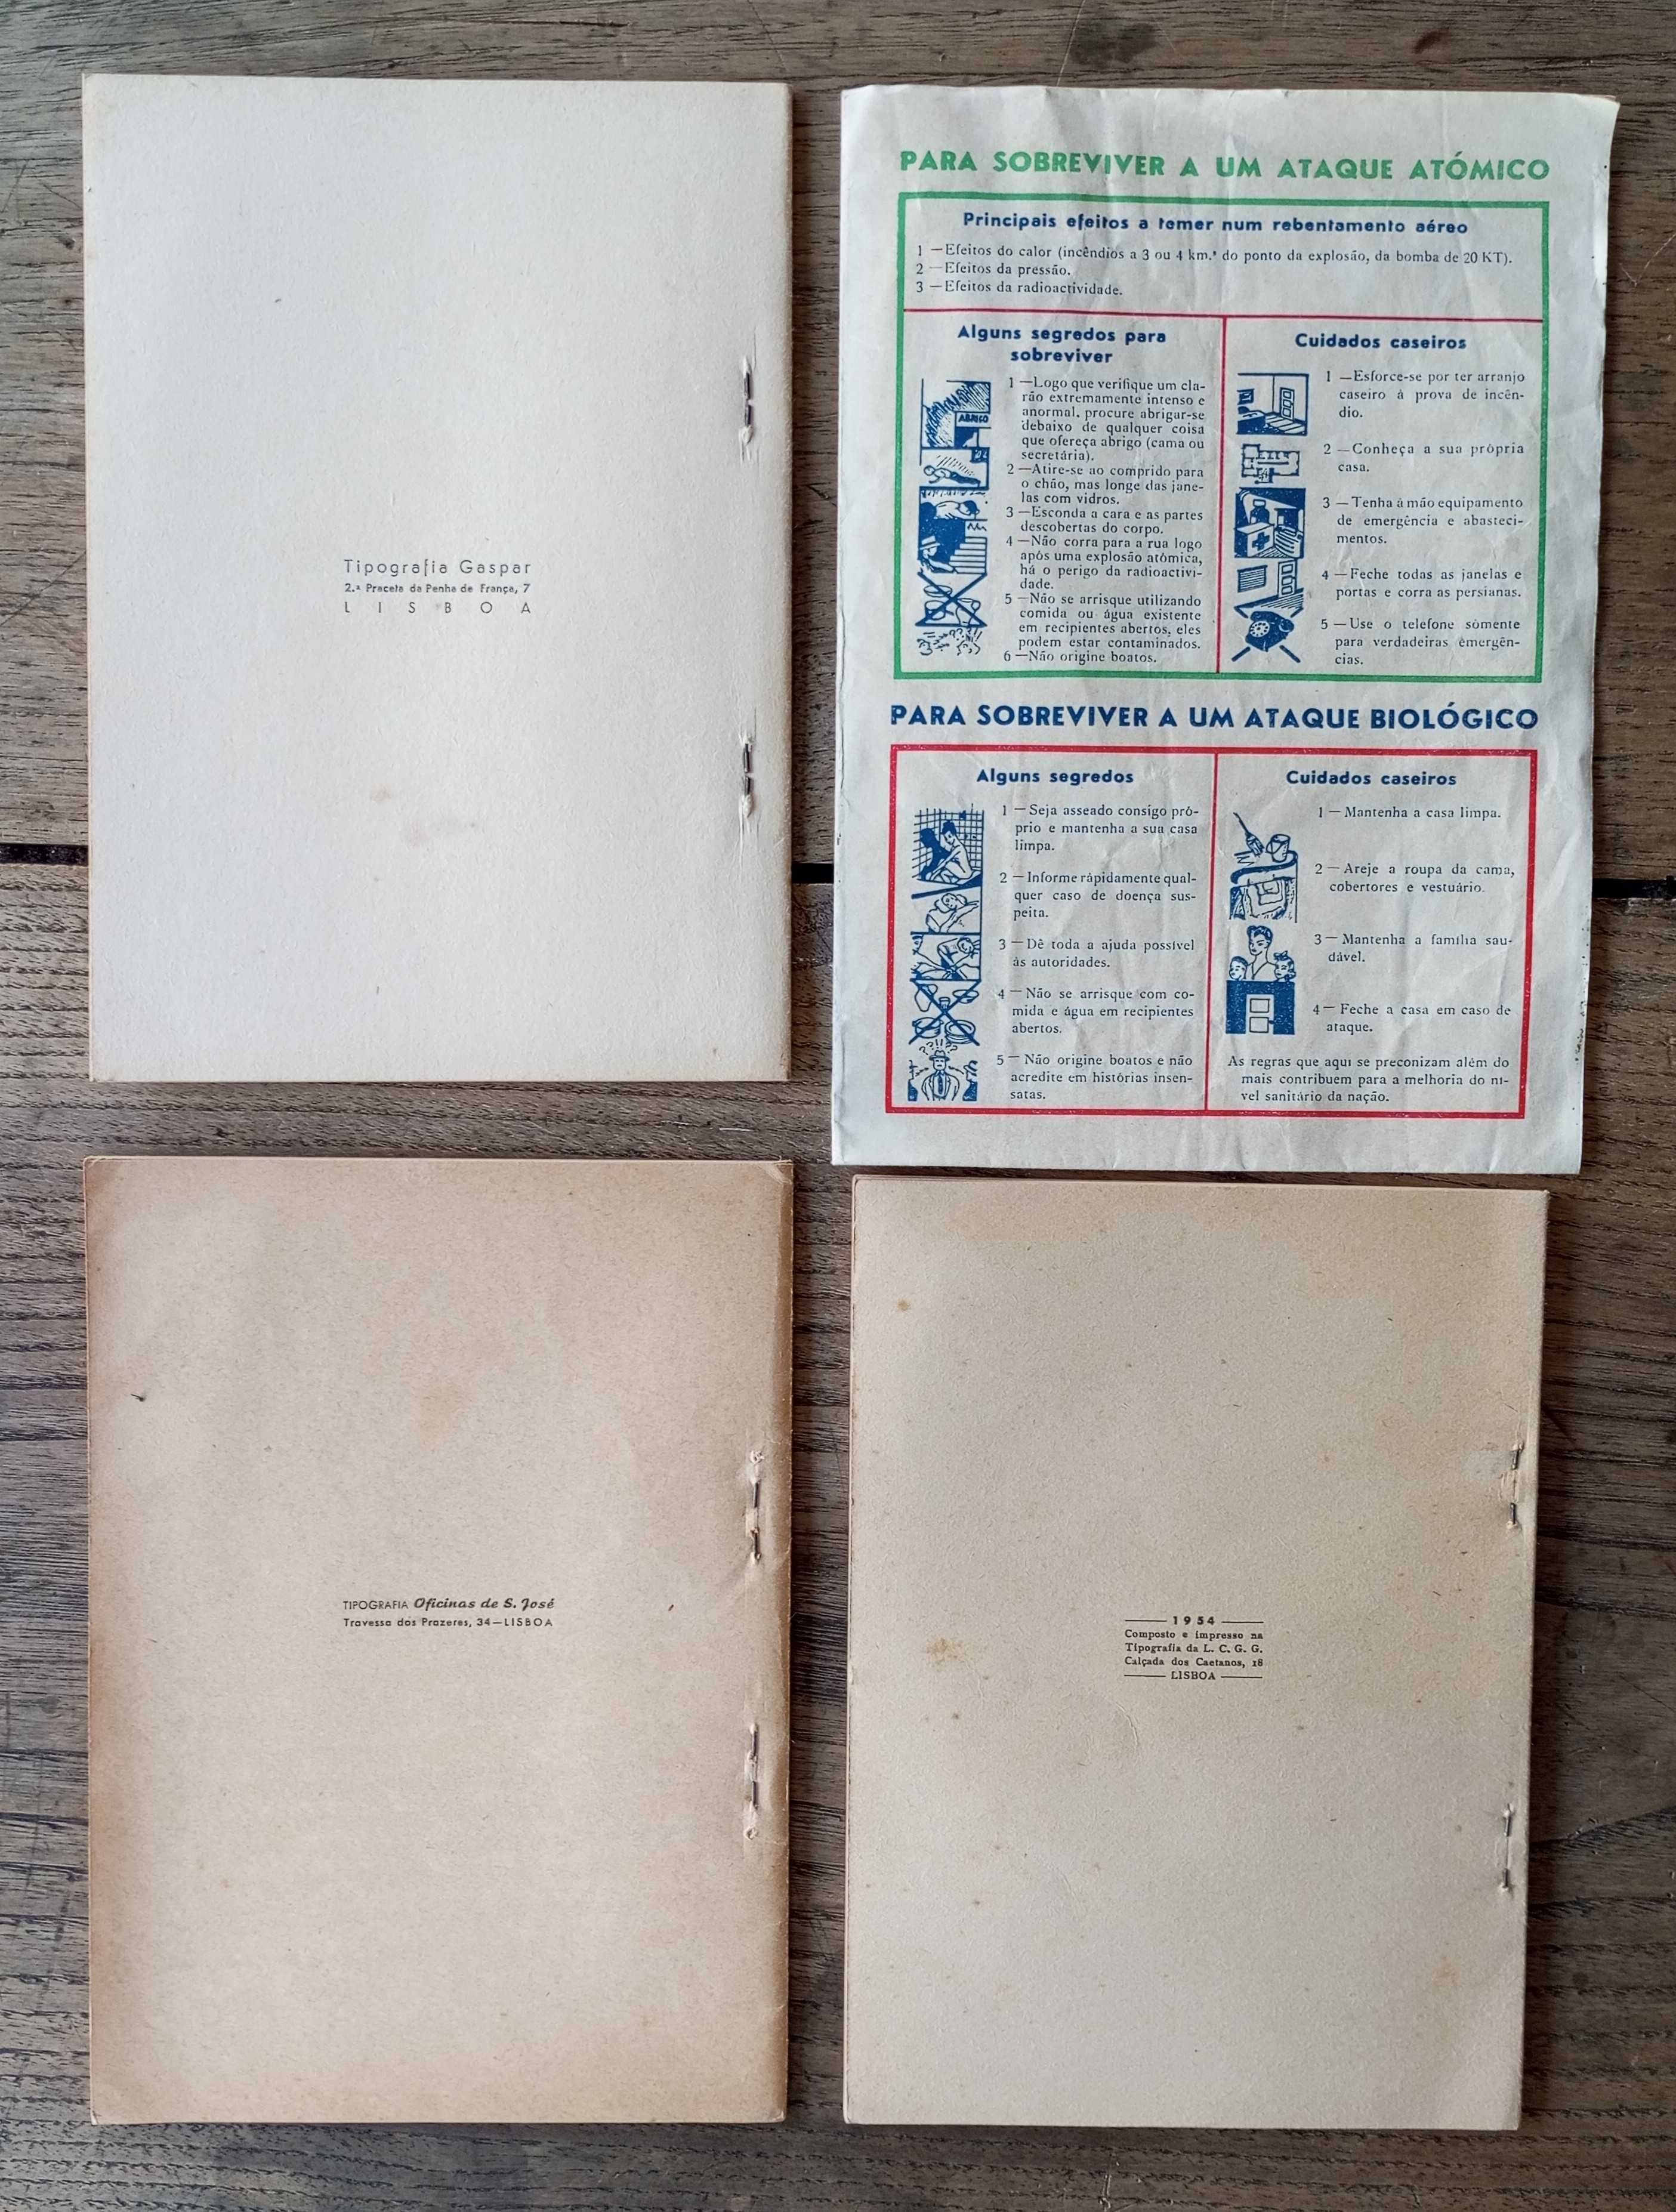 Tipografia Gaspar
2.ª Praceta da Penha de França, 7
LISBOA
PARA SOBREVIVER A UM ATAQUE ATÓMICO
Principais efeitos a temer num rebentamento aéreo
1 —Efeitos do calor (incêndios a 3 ou 4 km.s do ponto da explosão, da bomba de 20 KT).
2 —Efeitos da pressão.
3 —Efeitos da radioactividade.
Alguns segredos para
sobreviver
ABRIGO
1 —Logo que verifique um cla-
rão extremamente intenso e
anormal, procure abrigar-se
debaixo de qualquer coisa
que ofereça abrigo (cama ou
secretária).
2 —Atire-se ao comprido para
o chão, mas longe das jane-
las com vidros.
3 —Esconda a cara e as partes
descobertas do corpo.
4 —Não corra para a rua logo
após uma explosão atómica,
há o perigo da radioactivi-
dade.
5 —Não se arrisque utilizando
comida ou água existente
em recipientes abertos, eles
podem estar contaminados.
6 —Não origine boatos.
Cuidados caseiros
1 —Esforce-se por ter arranjo
caseiro à prova de incên-
dio.
2 —Conheça a sua própria
casa.
3 —Tenha à mão equipamento
de emergência e abasteci-
mentos.
4 —Feche todas as janelas e
portas e corra as persianas.
5 —Use o telefone sòmente
para verdadeiras emergên-
cias.
PARA SOBREVIVER A UM ATAQUE BIOLÓGICO
Alguns segredos
1 —Seja asseado consigo pró-
prio e mantenha a sua casa
limpa.
2 —Informe ràpidamente qual-
quer caso de doença sus-
peita.
3 —Dê toda a ajuda possível
às autoridades.
4 — Não se arrisque com co-
mida e água em recipientes
abertos.
5 — Não origine boatos e não
acredite em histórias insen-
satas.
Cuidados caseiros
1 — Mantenha a casa limpa.
2 — Areje a roupa da cama,
cobertores e vestuário.
3 — Mantenha a família sau-
dável.
4 — Feche a casa em caso de
ataque.
As regras que aqui se preconizam além do
mais contribuem para a melhoria do ní-
vel sanitário da nação.
TIPOGRAFIA Oficinas de S. José
Travessa dos Prazeres, 34—LISBOA
1954
Composto e impresso na
Tipografia da L. C. G. G.
Calçada dos Caetanos, 18
LISBOA